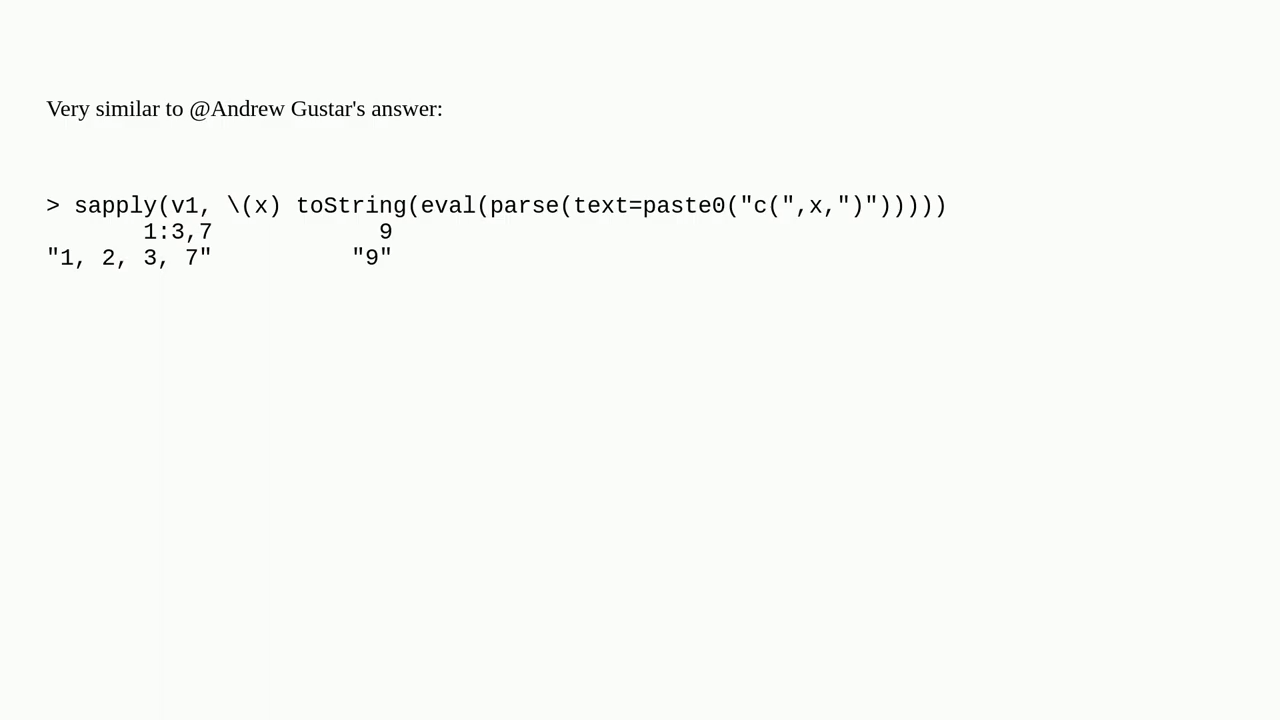 Very similar to @Andrew Gustar's answer:
> sapply(v1, \(x) toString(eval(parse(text=paste0("c(",x,")")))))
       1:3,7            9
"1, 2, 3, 7"          "9"